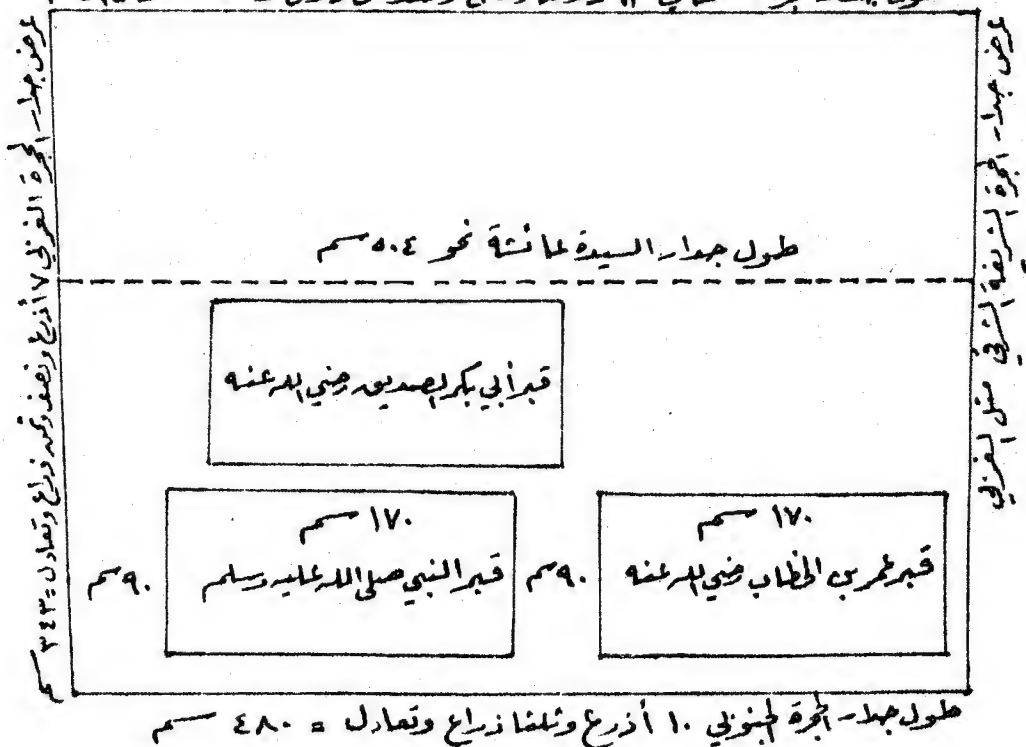 عرض جدار الحجرة الشريفة الشرقي مثل الغربي
عرض جدار الحجرة الغربي ٧ أذرع ونصف وثمن ذراع وتعادل = ٣٤٣ سم
طول جدار السيدة عائشة نحو ٥٠٤ سم
قبر أبي بكر الصديق رضي الله عنه
١٧٠ سم
قبر عمر بن الخطاب رضي الله عنه
٩٠ سم
١٧٠ سم
قبر النبي صلى الله عليه وسلم
٩٠ سم
طول جدار الحجرة الجنوبي ١٠ أذرع وثلثا ذراع وتعادل = ٤٨٠ سم